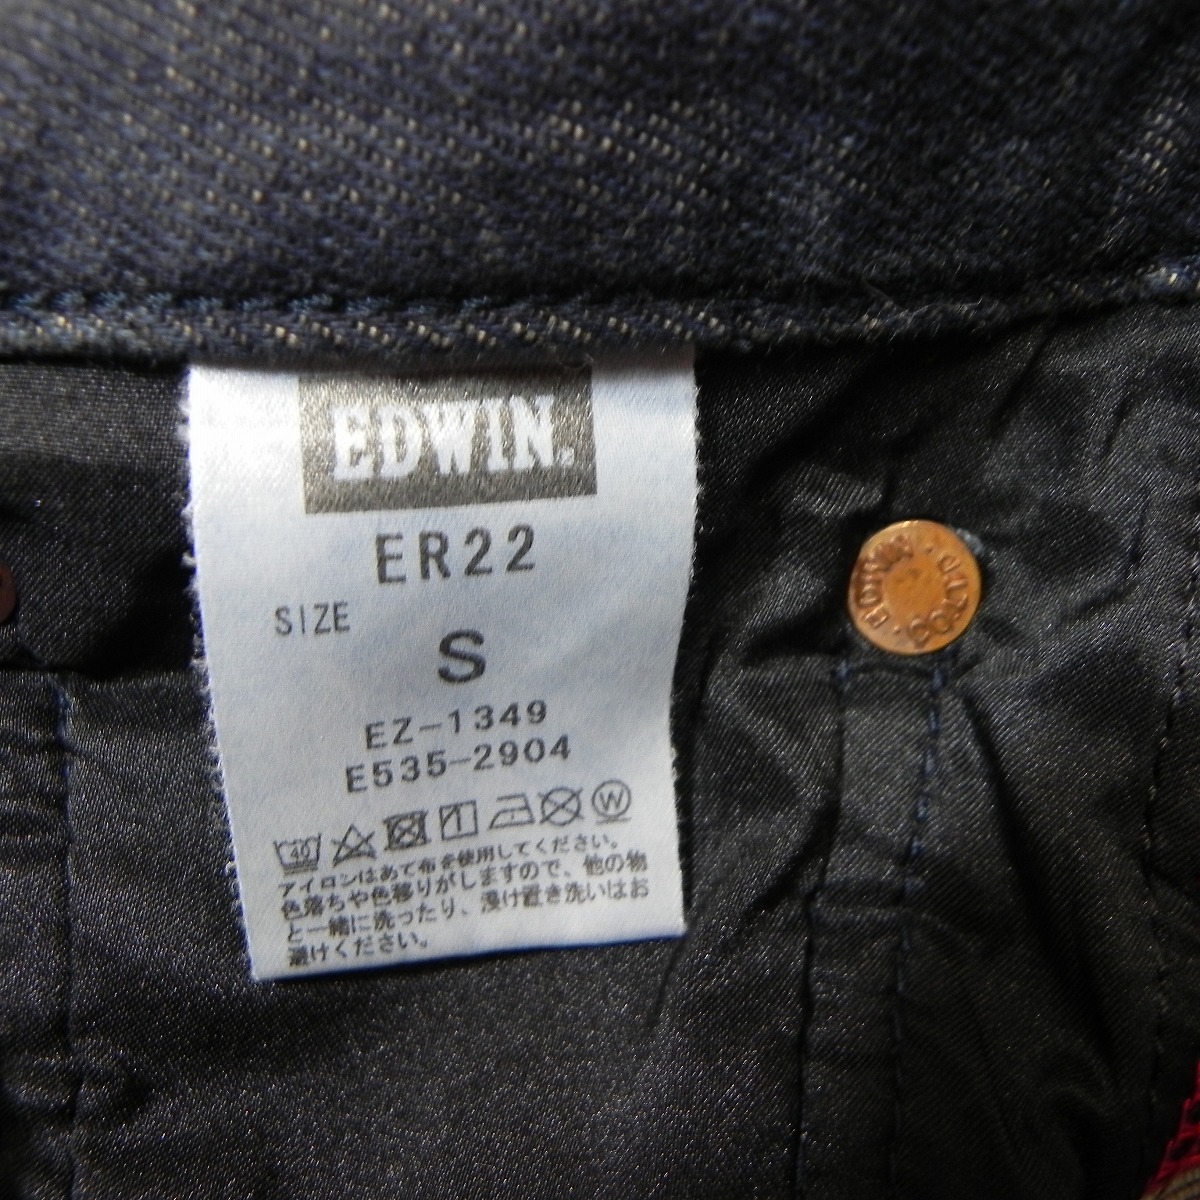 EDWIN.
ER22
SIZE
S
EZ-1349
E535-2904
40 W
アイロンはあて布を使用してください。
色落ちや色移りがしますので、他の物
と一緒に洗ったり、浸け置き洗いはお
避けください。
EDWIN · CO.LTD ·